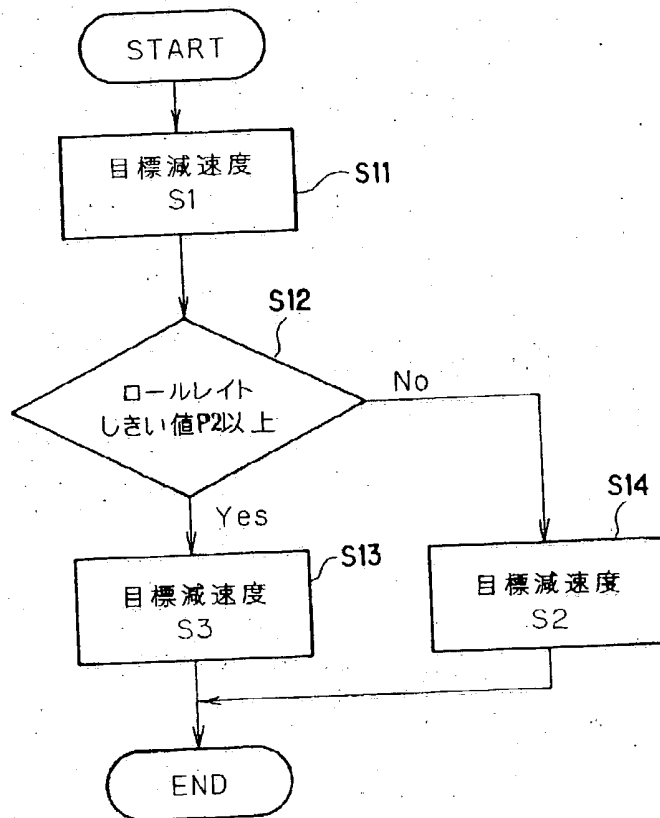 START
目標減速度
S1
S11
S12
ロールレイト
しきい値P2以上
No
Yes
S13
目標減速度
S3
S14
目標減速度
S2
END